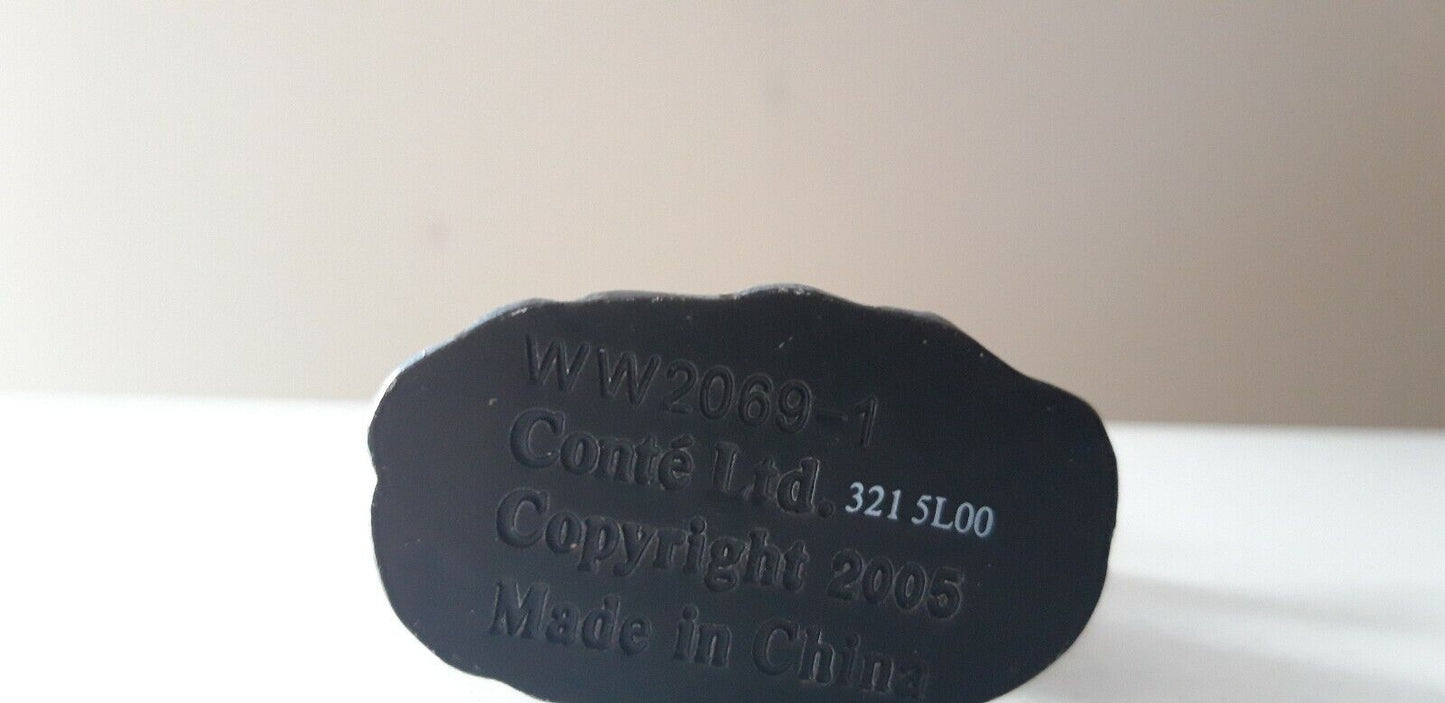 WW2069-1
Conté Ltd. 321 5L00
Copyright 2005
Made in China